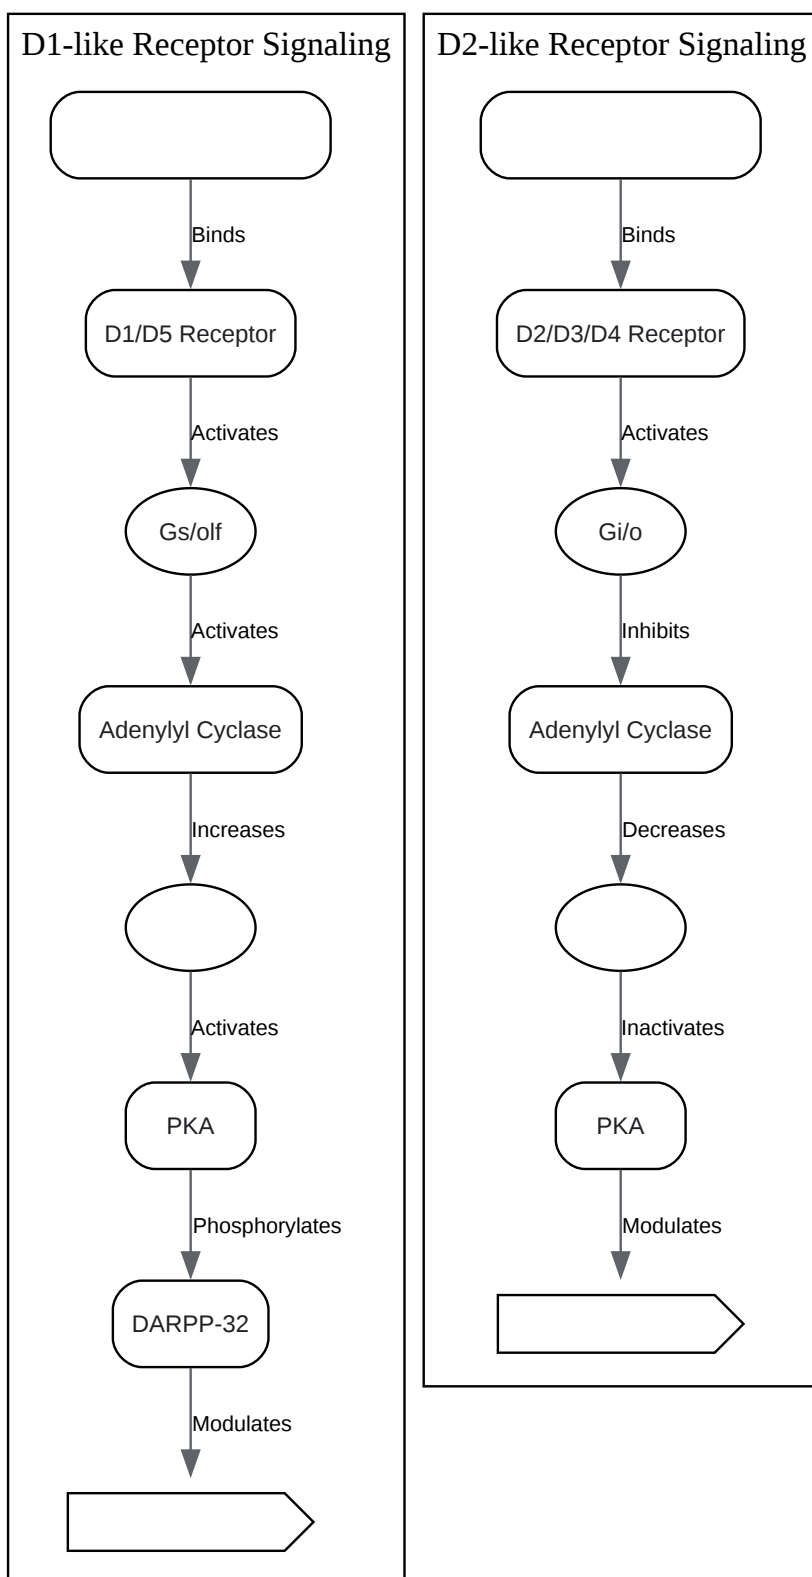 D1-like Receptor Signaling
Binds
D1/D5 Receptor
Activates
Gs/olf
Activates
Adenylyl Cyclase
Increases
Activates
PKA
Phosphorylates
DARPP-32
Modulates
D2-like Receptor Signaling
Binds
D2/D3/D4 Receptor
Activates
Gi/o
Inhibits
Adenylyl Cyclase
Decreases
Inactivates
PKA
Modulates